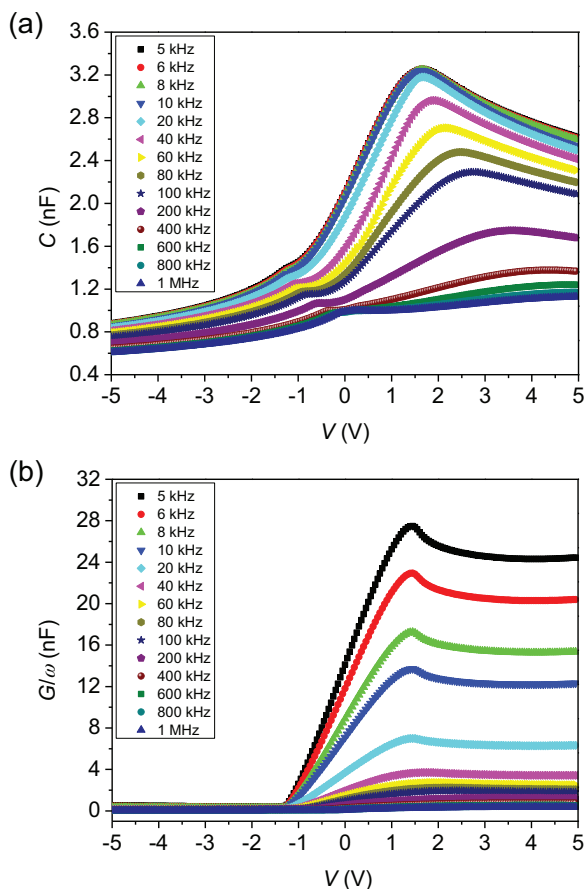 (a)
3.6
3.2
2.8
2.4
2.0
1.6
1.2
0.8
0.4
C (nF)
5 kHz
6 kHz
8 kHz
10 kHz
20 kHz
40 kHz
60 kHz
80 kHz
100 kHz
200 kHz
400 kHz
600 kHz
800 kHz
1 MHz
-5 -4 -3 -2 -1 0 1 2 3 4 5
V (V)
(b)
32
28
24
20
16
12
8
4
0
G/ω (nF)
5 kHz
6 kHz
8 kHz
10 kHz
20 kHz
40 kHz
60 kHz
80 kHz
100 kHz
200 kHz
400 kHz
600 kHz
800 kHz
1 MHz
-5 -4 -3 -2 -1 0 1 2 3 4 5
V (V)